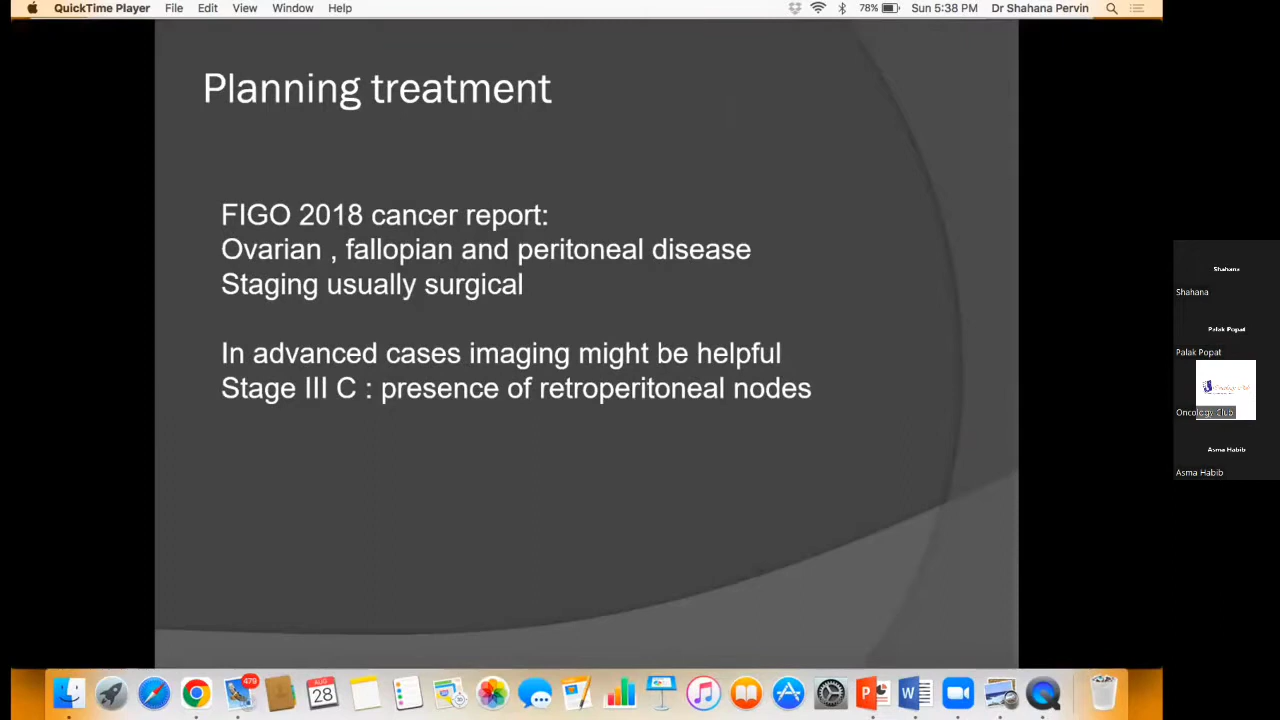 QuickTime Player File Edit View Window Help 78% Sun 5:38 PM Dr Shahana Pervin
Planning treatment
FIGO 2018 cancer report:
Ovarian , fallopian and peritoneal disease
Staging usually surgical
In advanced cases imaging might be helpful
Stage III C : presence of retroperitoneal nodes
Shahana
Shahana
Palak Popat
Palak Popat
Oncology Club
Asma Habib
Asma Habib
479
AUG
28